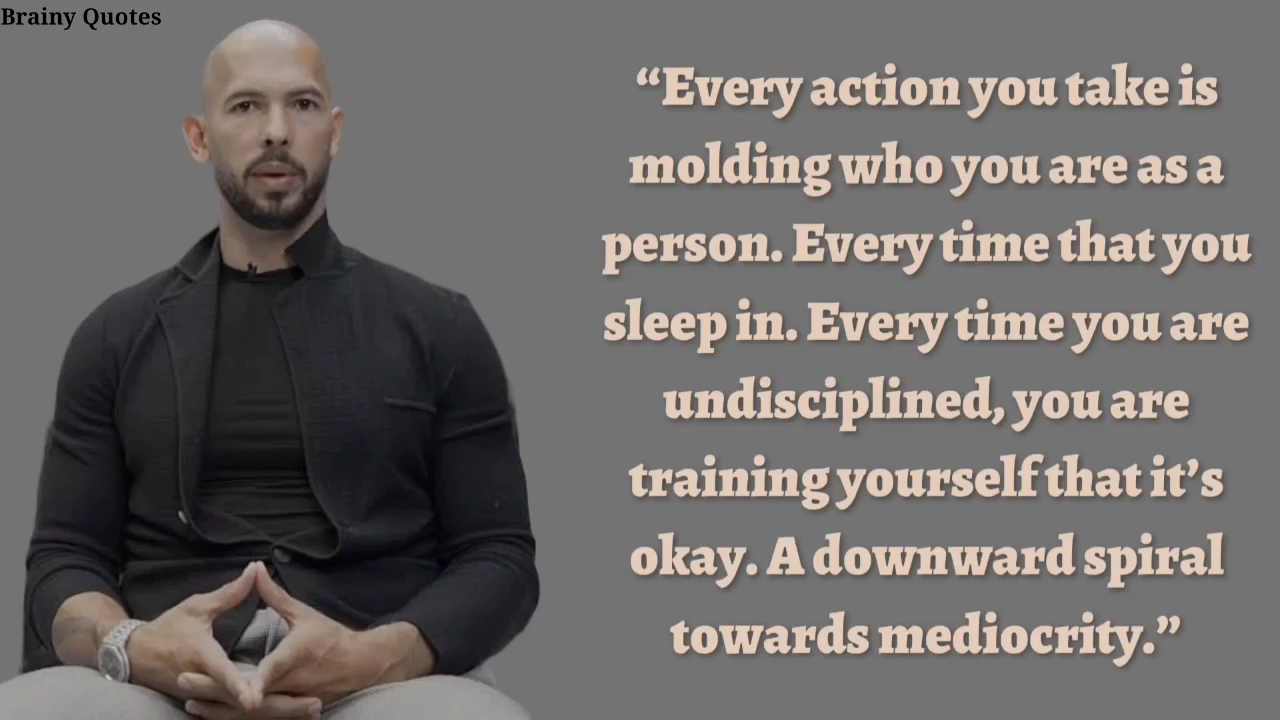 Brainy Quotes
“Every action you take is
molding who you are as a
person. Every time that you
sleep in. Every time you are
undisciplined, you are
training yourself that it’s
okay. A downward spiral
towards mediocrity.”